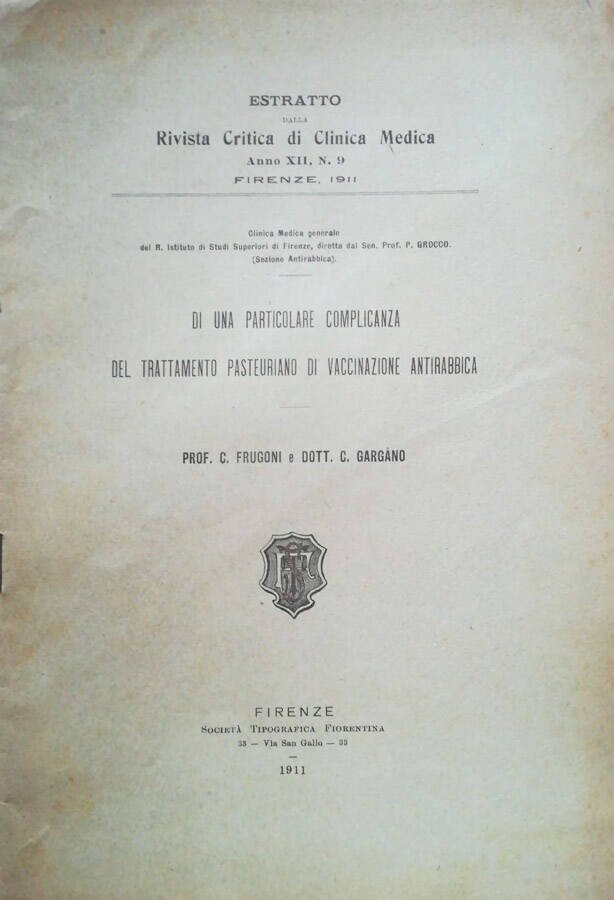 ESTRATTO
DALLA
Rivista Critica di Clinica Medica
Anno XII, N. 9
FIRENZE, 1911
Clinica Medica generale
del R. Istituto di Studi Superiori di Firenze, diretta dal Sen. Prof. P. GROCCO.
(Sezione Antirabbica).
DI UNA PARTICOLARE COMPLICANZA
DEL TRATTAMENTO PASTEURIANO DI VACCINAZIONE ANTIRABBICA
PROF. C. FRUGONI e DOTT. C. GARGÀNO
FIRENZE
SOCIETÀ TIPOGRAFICA FIORENTINA
33 — Via San Gallo — 33
1911